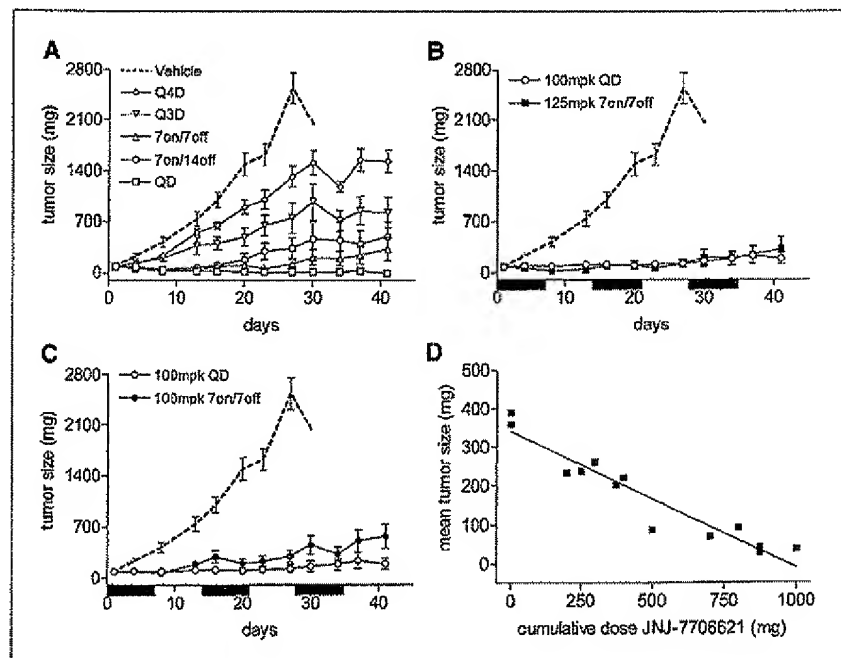 A
2800
2100
1400
700
0
tumor size (mg)
Vehicle
Q4D
Q3D
7on/7off
7on/14off
QD
0 10 20 30 40
days
B
2800
2100
1400
700
0
tumor size (mg)
100mpk QD
125mpk 7on/7off
0 10 20 30 40
days
C
2800
2100
1400
700
0
tumor size (mg)
100mpk QD
100mpk 7on/7off
0 10 20 30 40
days
D
500
400
300
200
100
0
mean tumor size (mg)
0 250 500 750 1000
cumulative dose JNJ-7706621 (mg)